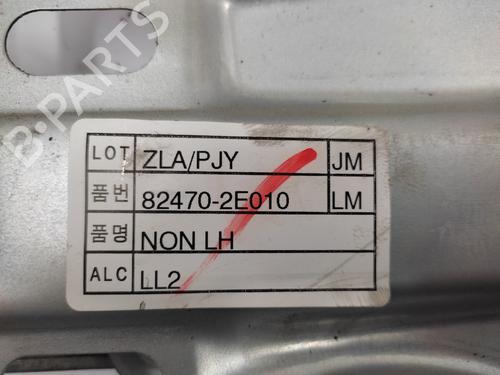 B-PARTS
LOT ZLA/PJY JM
품번 82470-2E010 LM
품명 NON LH
ALC LL2